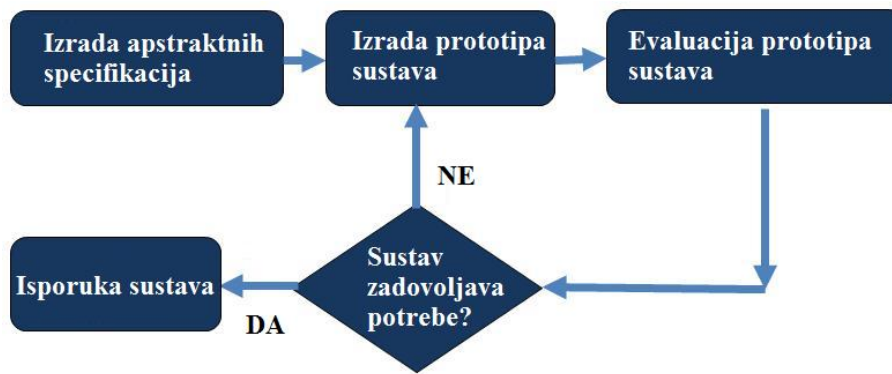 Izrada apstraktnih
specifikacija
Izrada prototipa
sustava
Evaluacija prototipa
sustava
NE
Sustav
zadovoljava
potrebe?
Isporuka sustava
DA